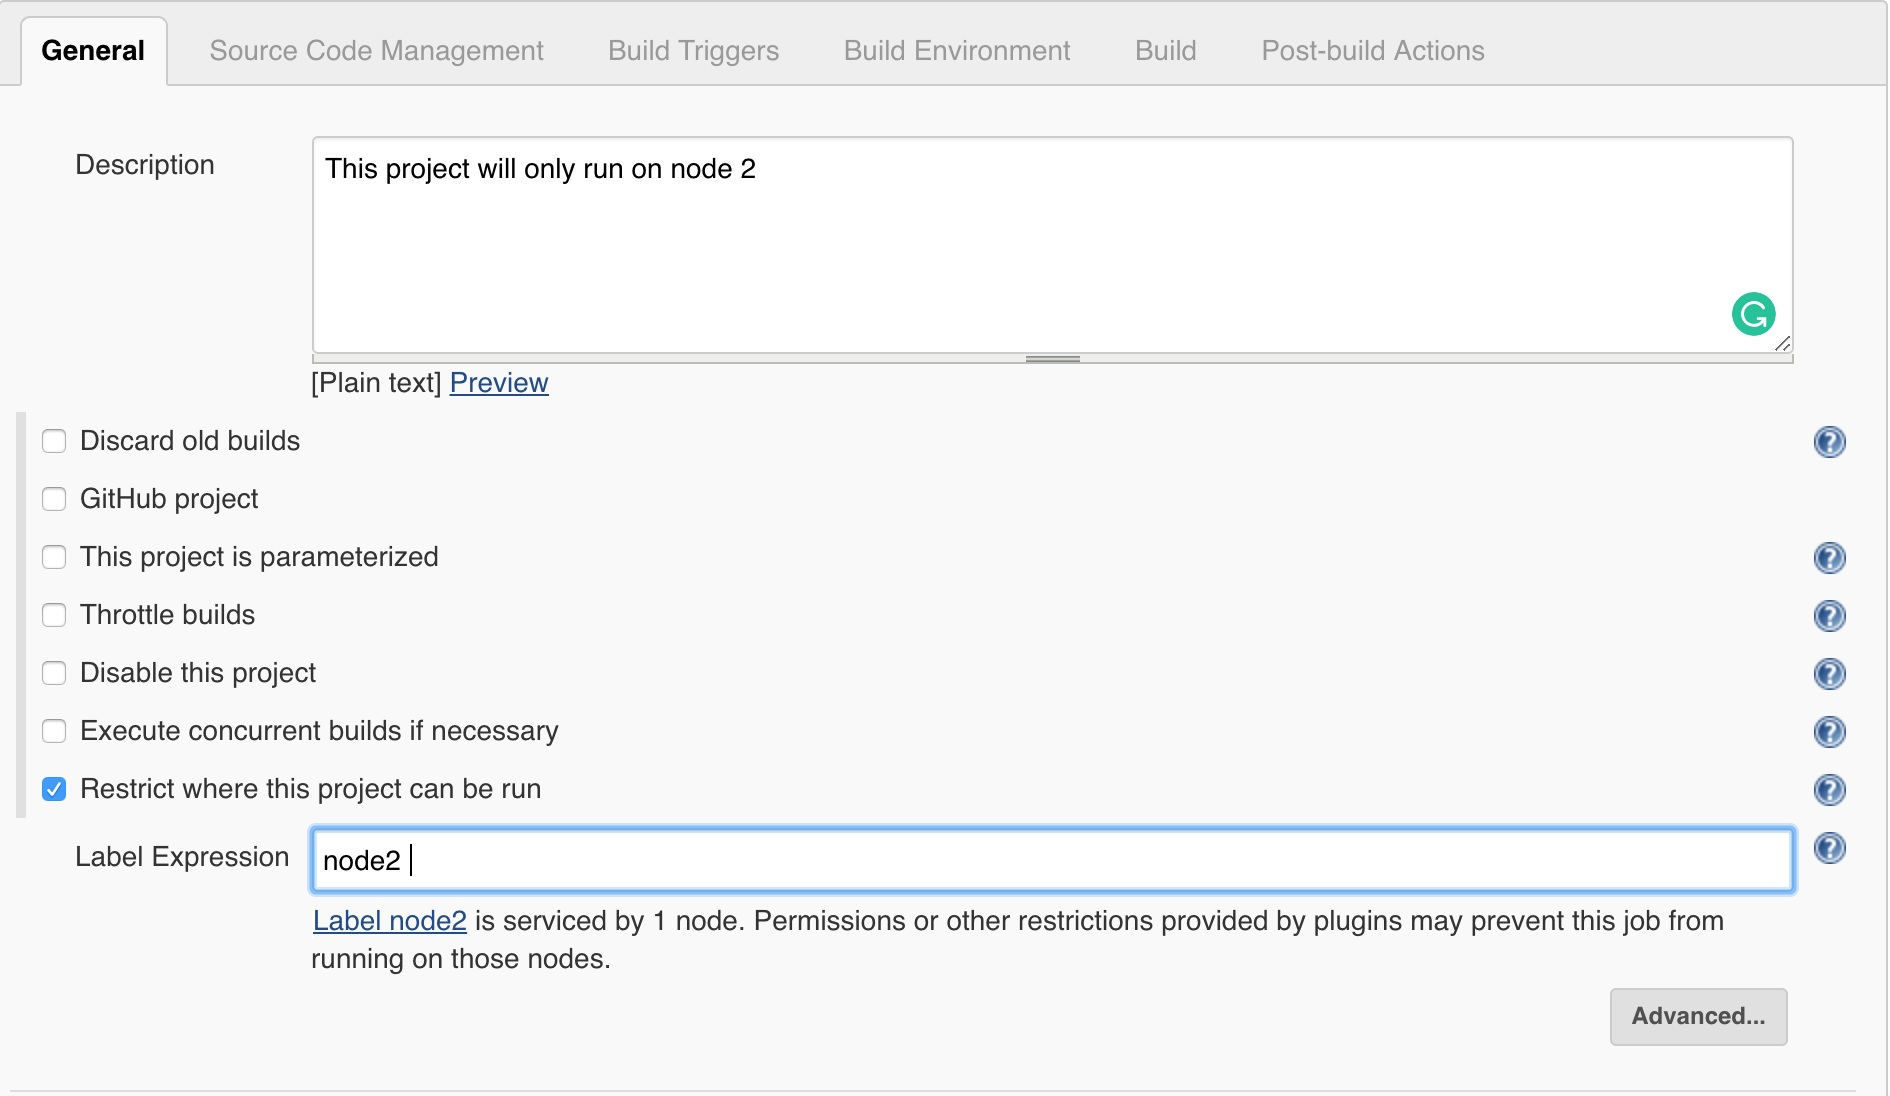 General Source Code Management Build Triggers Build Environment Build Post-build Actions
Description
This project will only run on node 2
[Plain text] Preview
Discard old builds
GitHub project
This project is parameterized
Throttle builds
Disable this project
Execute concurrent builds if necessary
Restrict where this project can be run
Label Expression
node2
Label node2 is serviced by 1 node. Permissions or other restrictions provided by plugins may prevent this job from
running on those nodes.
Advanced...